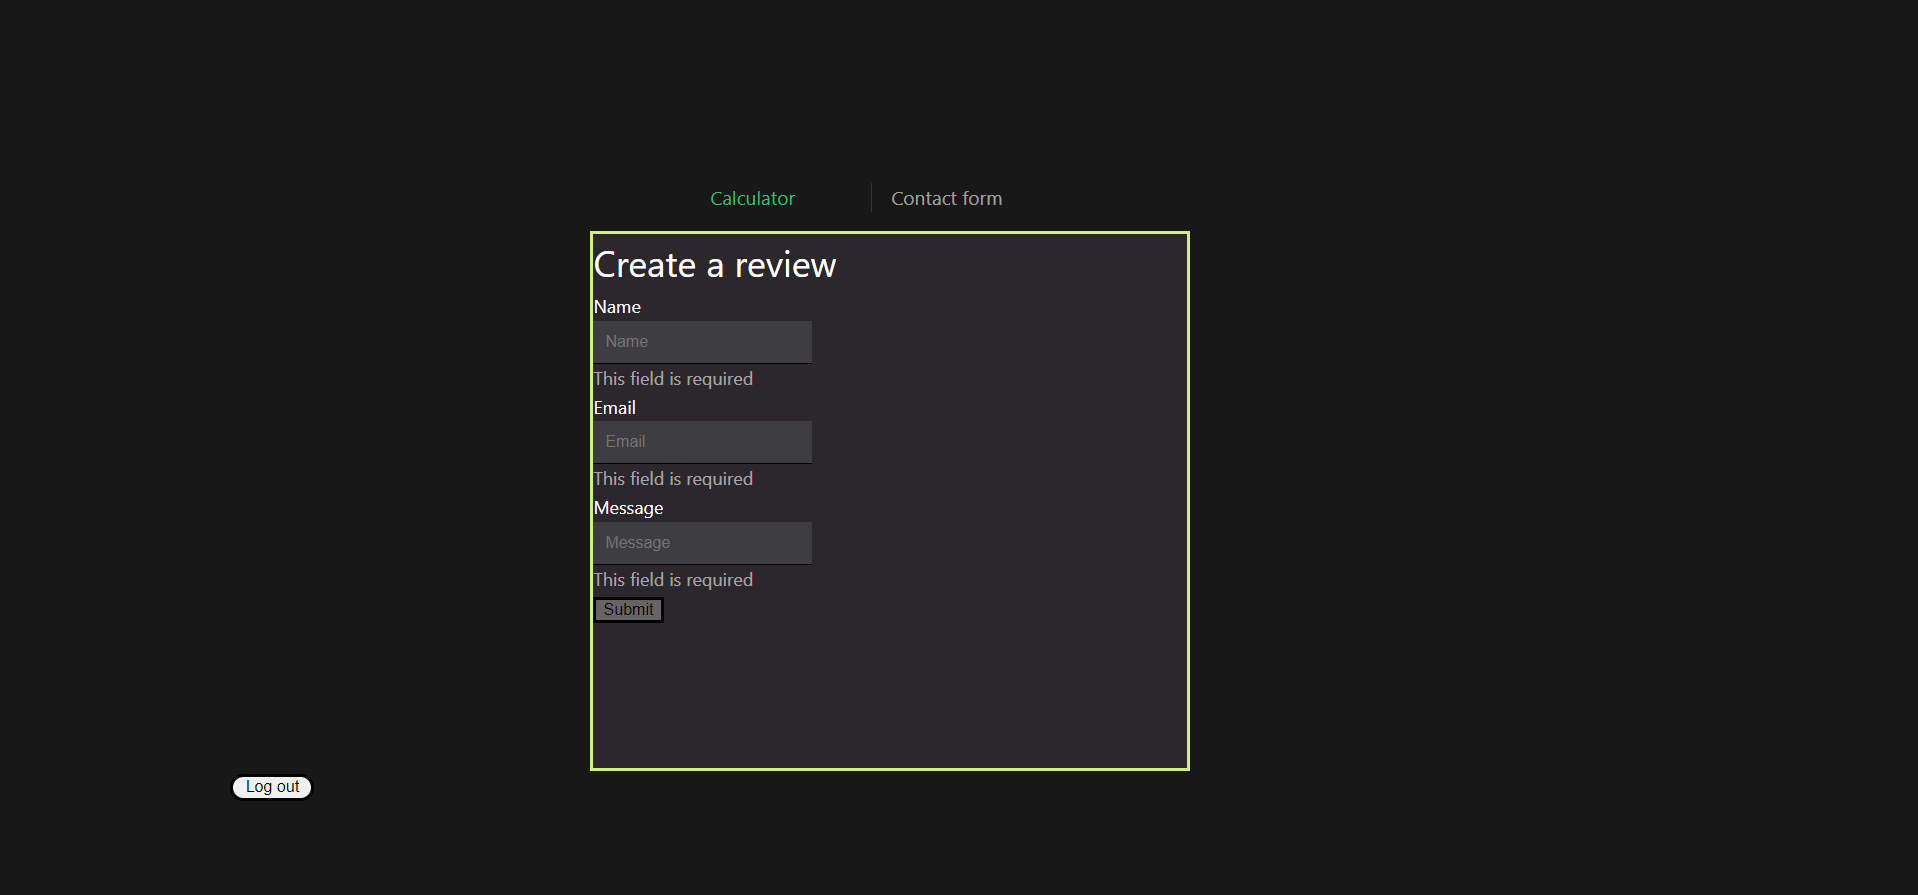 Calculator
Contact form
Create a review
Name
Name
This field is required
Email
Email
This field is required
Message
Message
This field is required
Submit
Log out